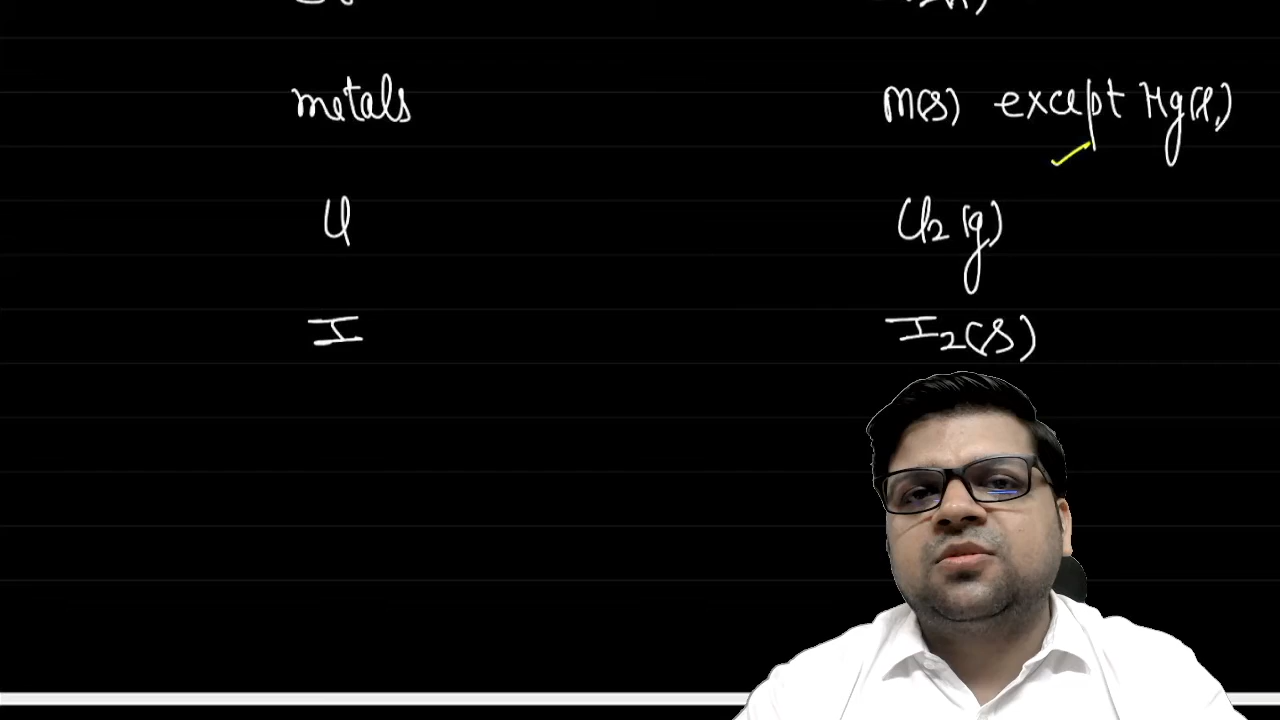 metals M(s) except Hg(l)
Cl Cl2 (g)
I I2(s)